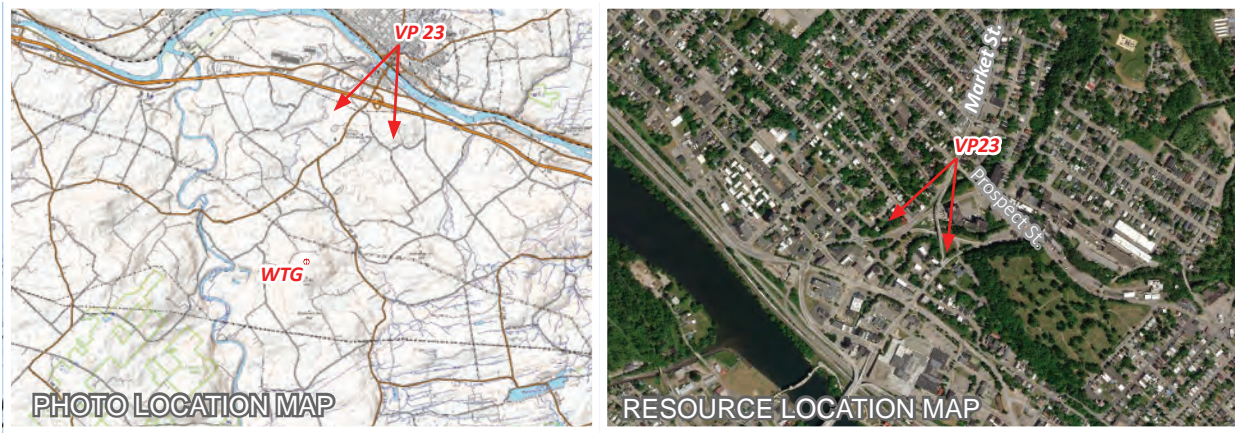 VP 23
WTG
PHOTO LOCATION MAP
Market St.
VP23
Prospect St.
RESOURCE LOCATION MAP